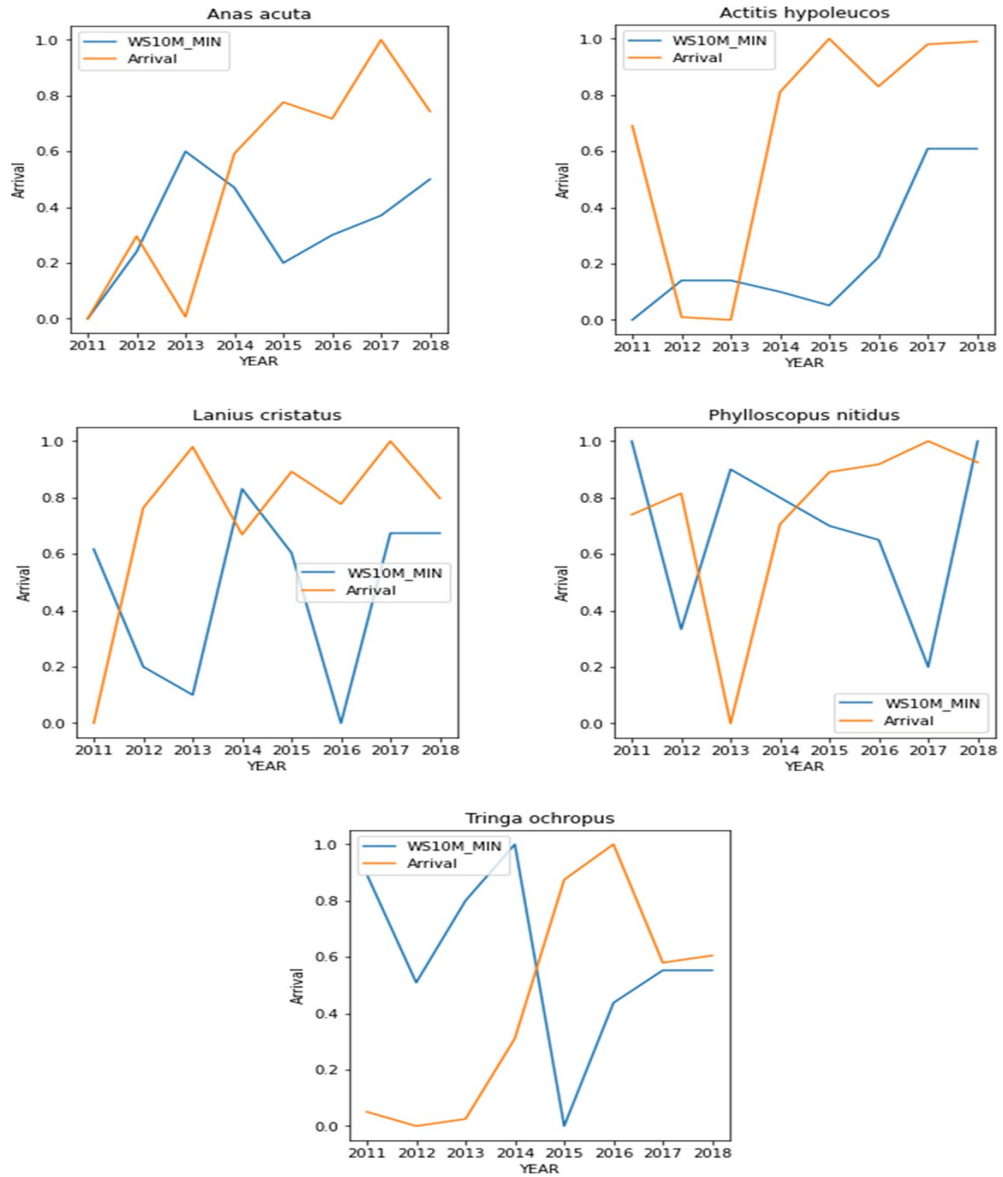 Anas acuta
1.0
0.8
0.6
0.4
0.2
0.0
Arrival
WS10M_MIN
Arrival
2011 2012 2013 2014 2015 2016 2017 2018
YEAR
Actitis hypoleucos
1.0
0.8
0.6
0.4
0.2
0.0
Arrival
WS10M_MIN
Arrival
2011 2012 2013 2014 2015 2016 2017 2018
YEAR
Lanius cristatus
1.0
0.8
0.6
0.4
0.2
0.0
Arrival
WS10M_MIN
Arrival
2011 2012 2013 2014 2015 2016 2017 2018
YEAR
Phylloscopus nitidus
1.0
0.8
0.6
0.4
0.2
0.0
Arrival
WS10M_MIN
Arrival
2011 2012 2013 2014 2015 2016 2017 2018
YEAR
Tringa ochropus
1.0
0.8
0.6
0.4
0.2
0.0
Arrival
WS10M_MIN
Arrival
2011 2012 2013 2014 2015 2016 2017 2018
YEAR